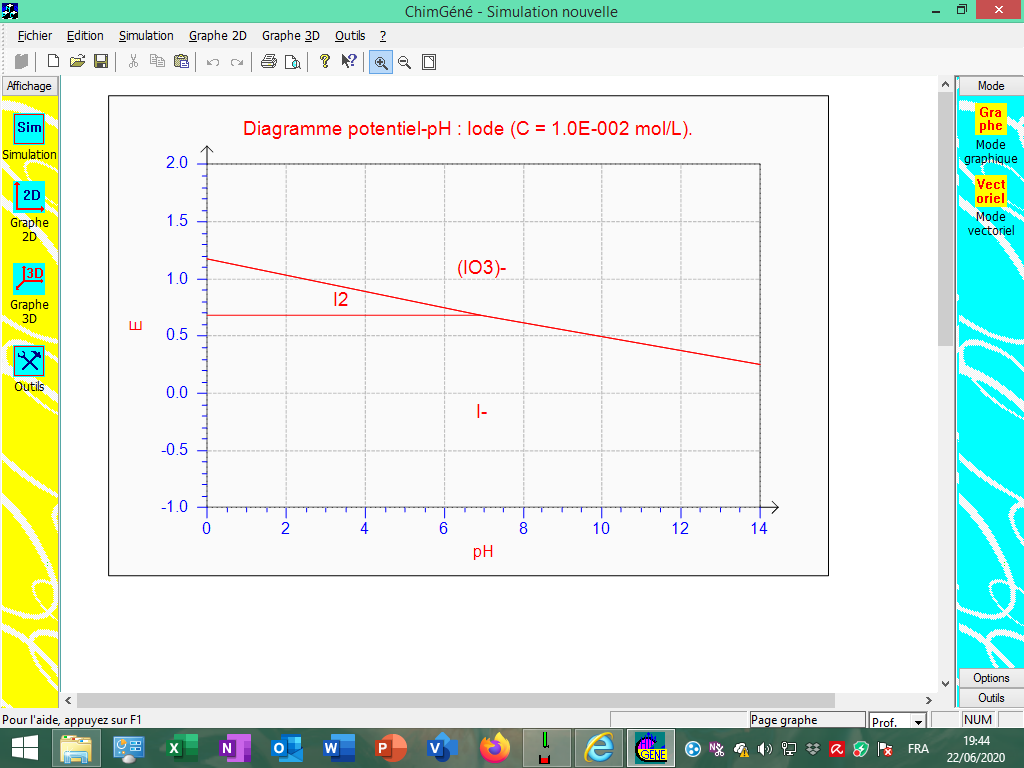 ChimGéné - Simulation nouvelle
Fichier Edition Simulation Graphe 2D Graphe 3D Outils ?
Affichage
Sim
Simulation
2D
Graphe
2D
3D
Graphe
3D
Outils
Diagramme potentiel-pH : Iode (C = 1.0E-002 mol/L).
2.0
1.5
1.0
0.5
0.0
-0.5
-1.0
E
(IO3)-
I2
I-
0 2 4 6 8 10 12 14
pH
Mode
Gra
phe
Mode
graphique
Vect
oriel
Mode
vectoriel
Options
Outils
Pour l'aide, appuyez sur F1
Page graphe
Prof.
NUM
GENE
FRA
19:44
22/06/2020